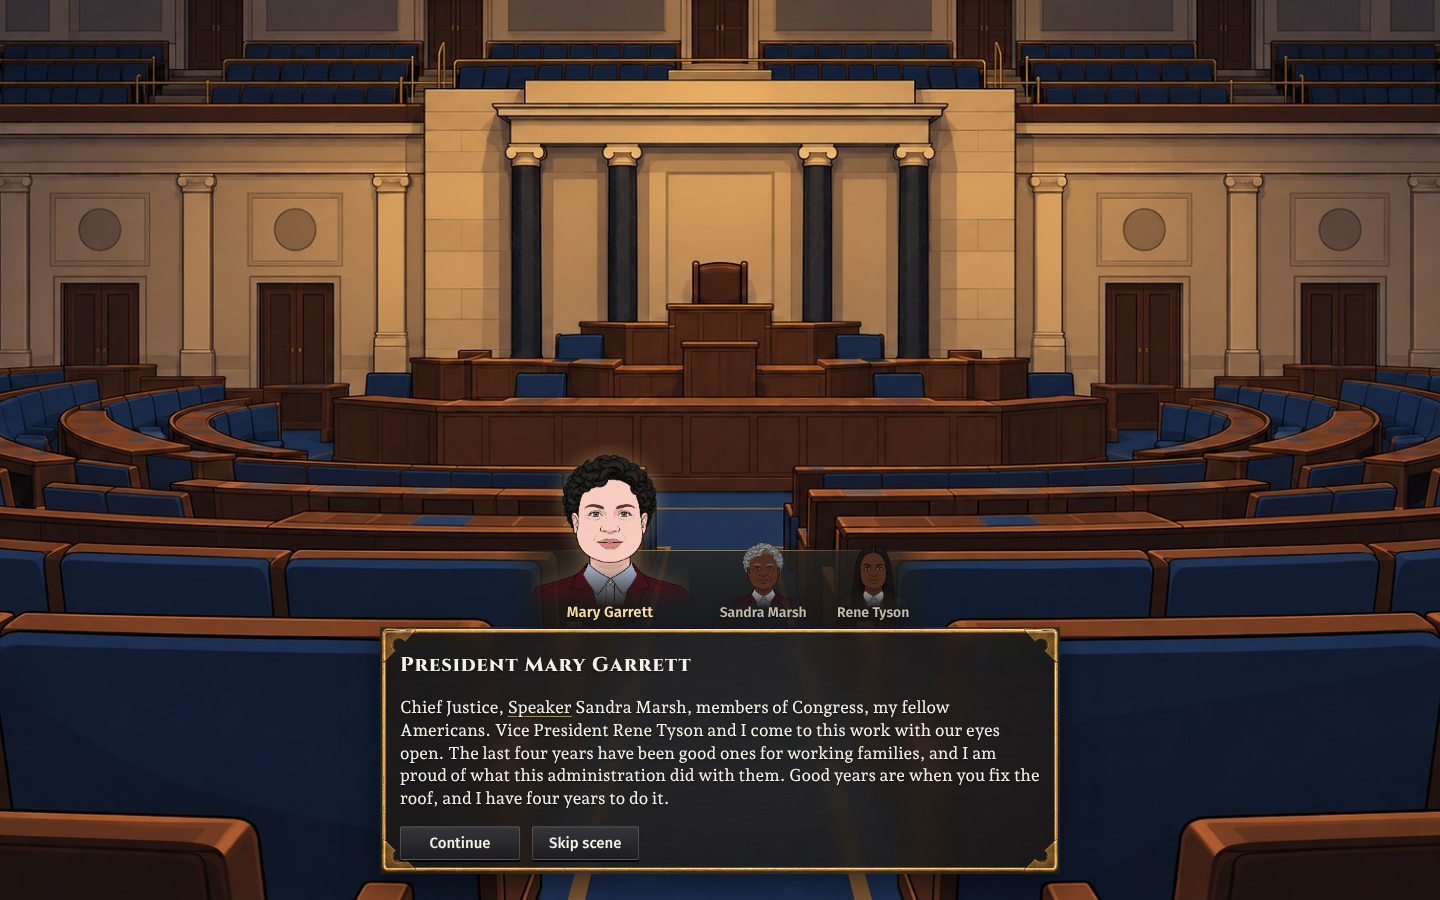 Mary Garrett
Sandra Marsh
Rene Tyson
President Mary Garrett
Chief Justice, Speaker Sandra Marsh, members of Congress, my fellow
Americans. Vice President Rene Tyson and I come to this work with our eyes
open. The last four years have been good ones for working families, and I am
proud of what this administration did with them. Good years are when you fix the
roof, and I have four years to do it.
Continue
Skip scene